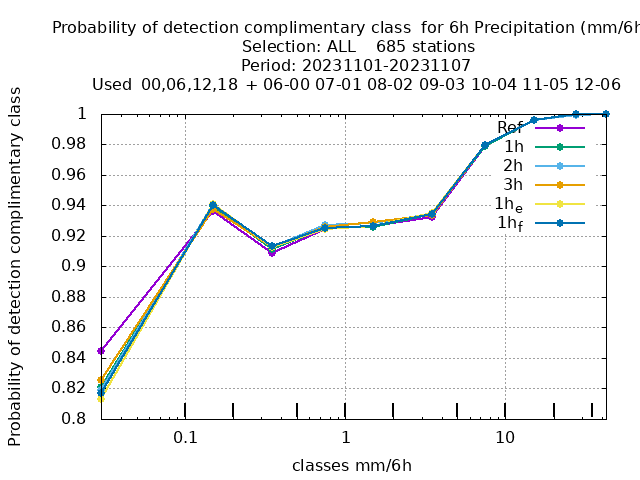 Probability of detection complimentary class  for 6h Precipitation (mm/6h
Selection: ALL    685 stations
Period: 20231101-20231107
Used  00,06,12,18  + 06-00 07-01 08-02 09-03 10-04 11-05 12-06
Probability of detection complimentary class
1
0.98
0.96
0.94
0.92
0.9
0.88
0.86
0.84
0.82
0.8
Ref
1h
2h
3h
1he
1hf
0.1
1
10
classes mm/6h